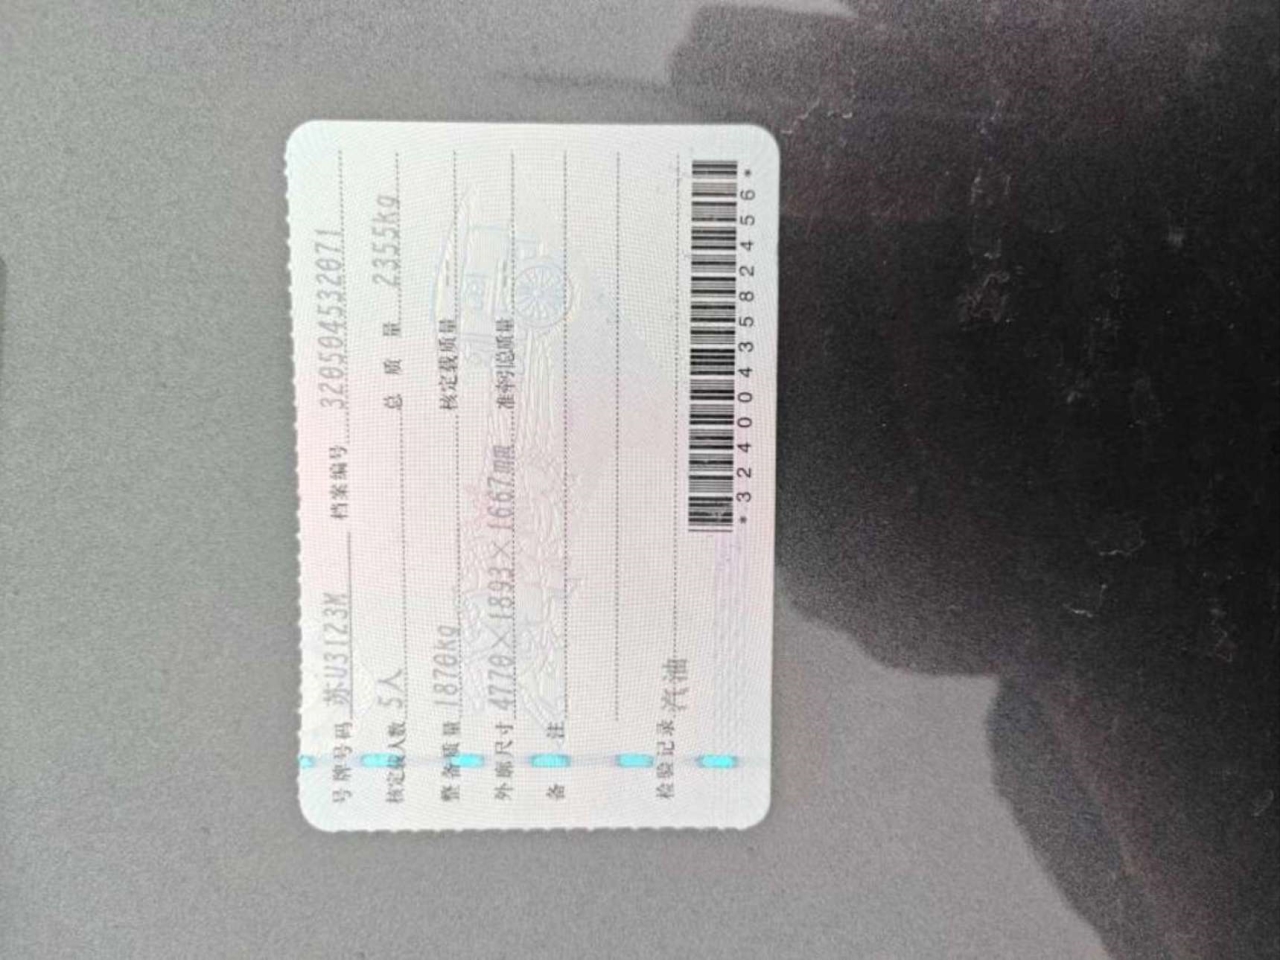 号牌号码 苏U3123M 档案编号 320504532071
核定载人数 5人 总质量 2355kg
整备质量 1870kg 核定载质量
外廓尺寸 4770×1893×1667mm 准牵引总质量
备注
检验记录 汽油
*3240043582456*